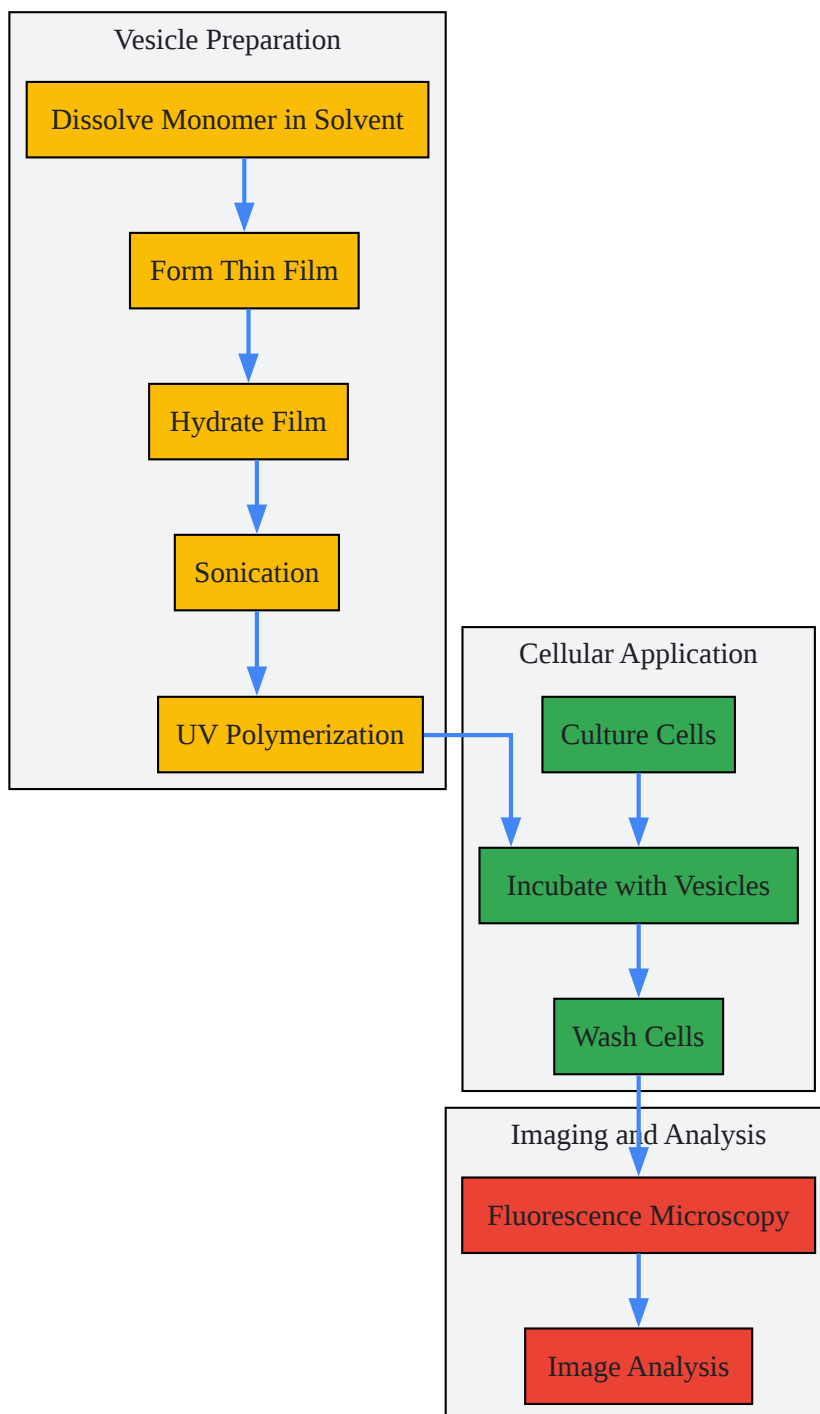 Vesicle Preparation
Dissolve Monomer in Solvent
Form Thin Film
Hydrate Film
Sonication
UV Polymerization
Cellular Application
Culture Cells
Incubate with Vesicles
Wash Cells
Imaging and Analysis
Fluorescence Microscopy
Image Analysis